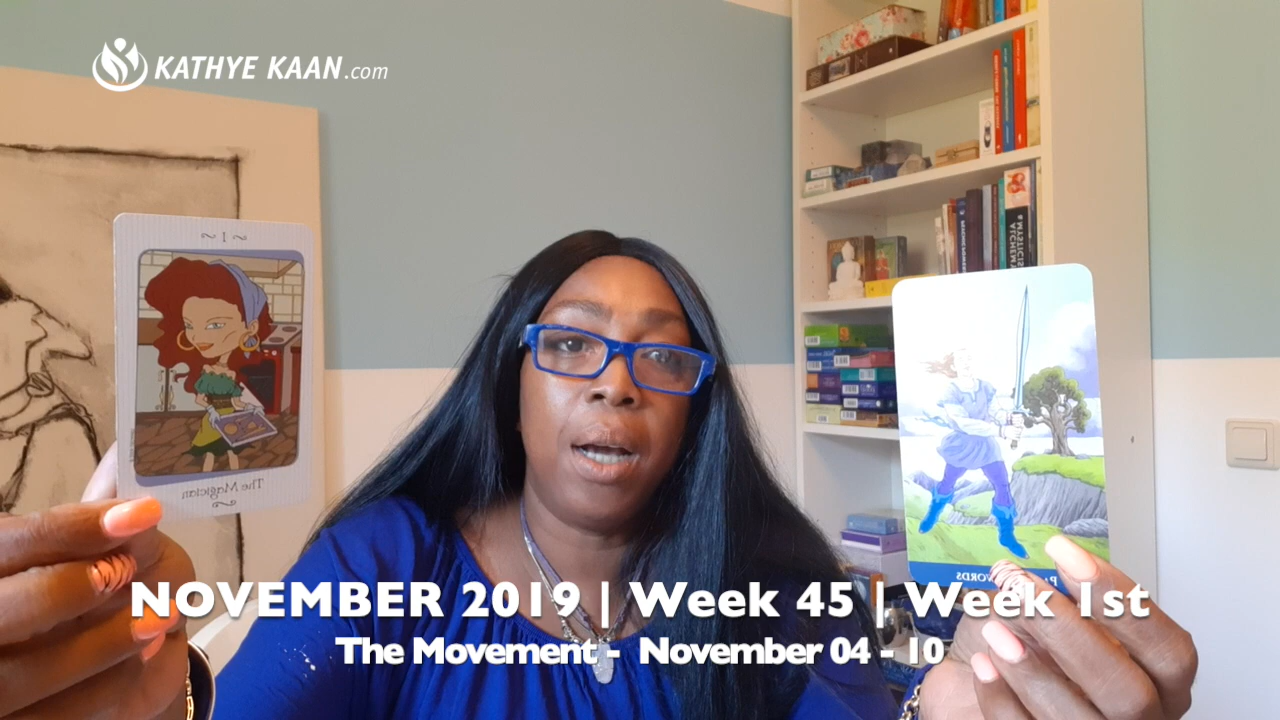 KATHYE KAAN.com
~ I ~
The Magician
NOVEMBER 2019 | Week 45 | Week 1st
The Movement - November 04 - 10